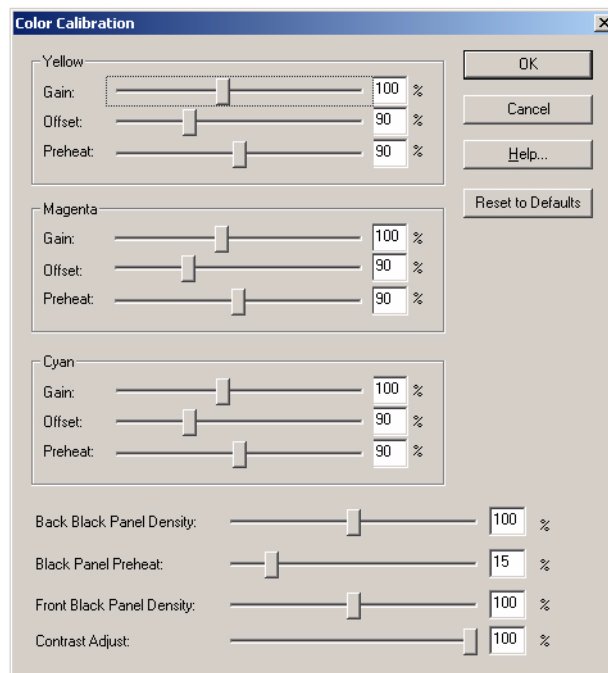 Color Calibration
Yellow
Gain: 100 %
Offset: 90 %
Preheat: 90 %
OK
Cancel
Help...
Reset to Defaults
Magenta
Gain: 100 %
Offset: 90 %
Preheat: 90 %
Cyan
Gain: 100 %
Offset: 90 %
Preheat: 90 %
Back Black Panel Density: 100 %
Black Panel Preheat: 15 %
Front Black Panel Density: 100 %
Contrast Adjust: 100 %